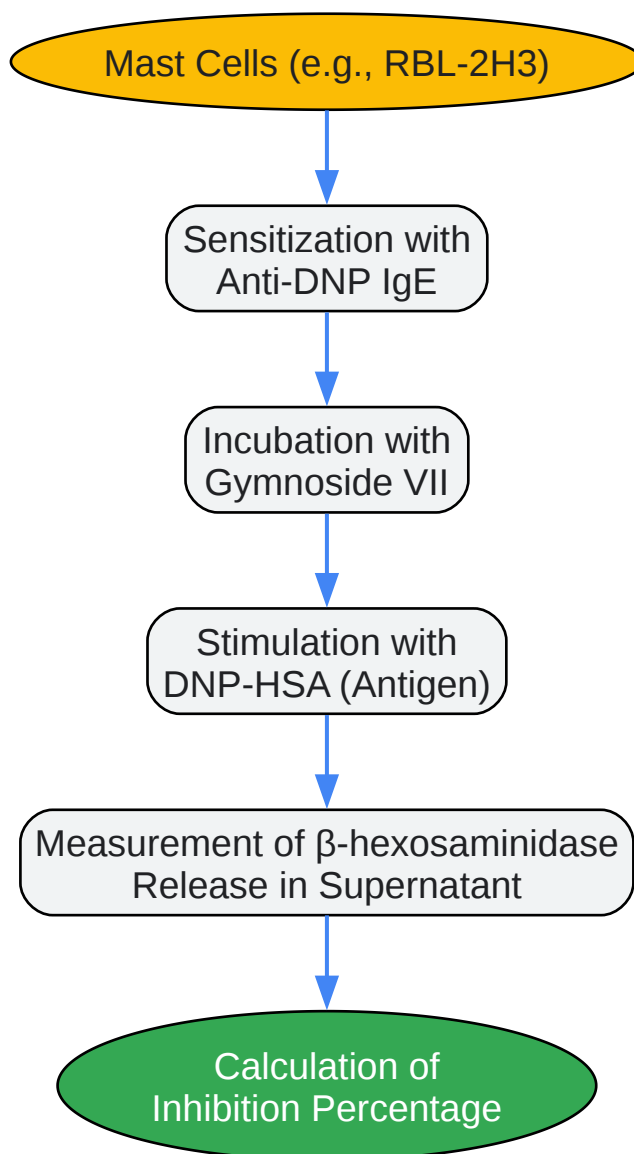 Mast Cells (e.g., RBL-2H3)
Sensitization with
Anti-DNP IgE
Incubation with
Gymnoside VII
Stimulation with
DNP-HSA (Antigen)
Measurement of β-hexosaminidase
Release in Supernatant
Calculation of
Inhibition Percentage